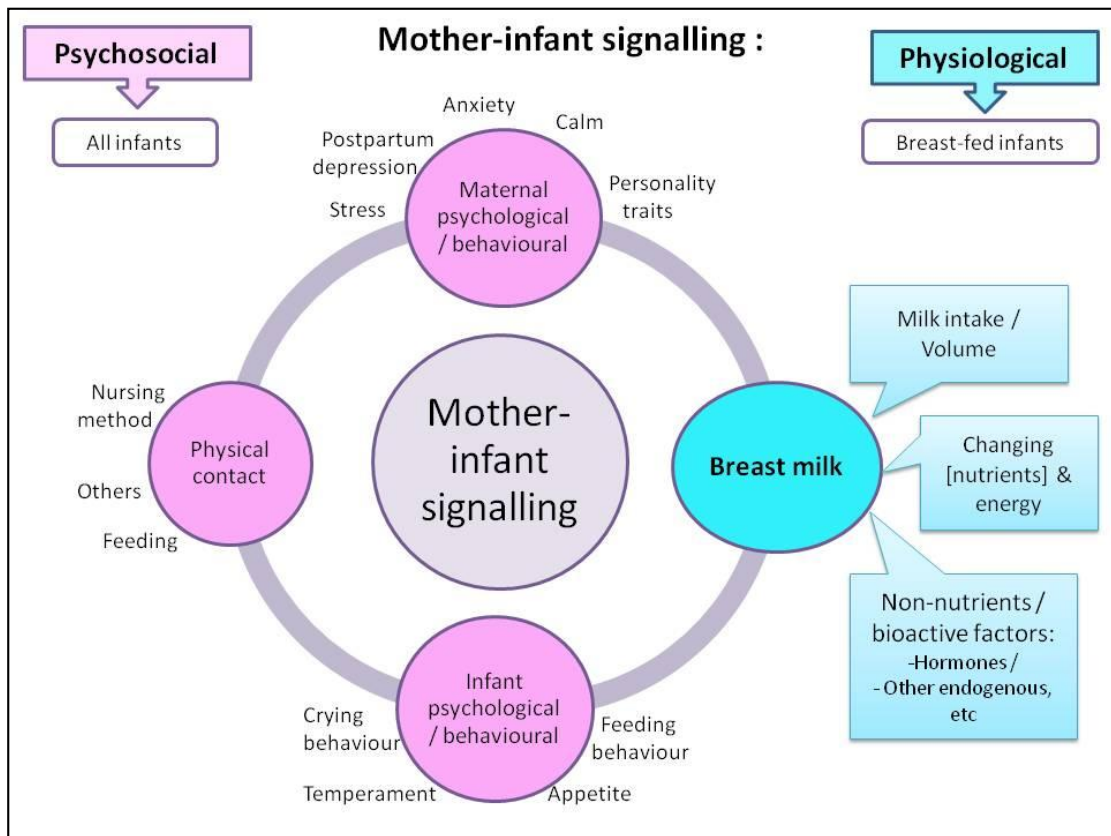 Mother-infant signalling :
Psychosocial
All infants
Physiological
Breast-fed infants
Anxiety
Calm
Postpartum
depression
Stress
Personality
traits
Maternal
psychological
/ behavioural
Milk intake /
Volume
Nursing
method
Others
Feeding
Physical
contact
Mother-
infant
signalling
Breast milk
Changing
[nutrients] &
energy
Non-nutrients /
bioactive factors:
-Hormones /
- Other endogenous,
etc
Infant
psychological
/ behavioural
Crying
behaviour
Temperament
Feeding
behaviour
Appetite